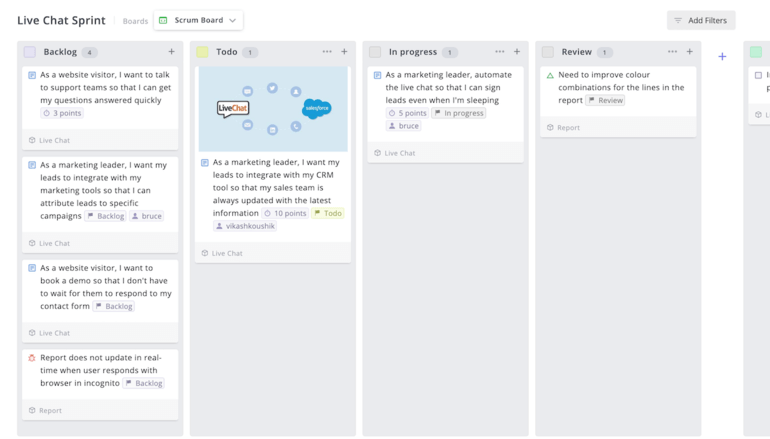 Live Chat Sprint
Boards
Scrum Board
Add Filters
Backlog 4
As a website visitor, I want to talk
to support teams so that I can get
my questions answered quickly
3 points
Live Chat
As a marketing leader, I want my
leads to integrate with my
marketing tools so that I can
attribute leads to specific
campaigns Backlog bruce
Live Chat
As a website visitor, I want to
book a demo so that I don't have
to wait for them to respond to my
contact form Backlog
Live Chat
Report does not update in real-
time when user responds with
browser in incognito Backlog
Report
Todo 1
LiveChat
salesforce
As a marketing leader, I want my
leads to integrate with my CRM
tool so that my sales team is
always updated with the latest
information 10 points Todo
vikashkoushik
Live Chat
In progress 1
As a marketing leader, automate
the live chat so that I can sign
leads even when I'm sleeping
5 points In progress
bruce
Live Chat
Review 1
Need to improve colour
combinations for the lines in the
report Review
Report